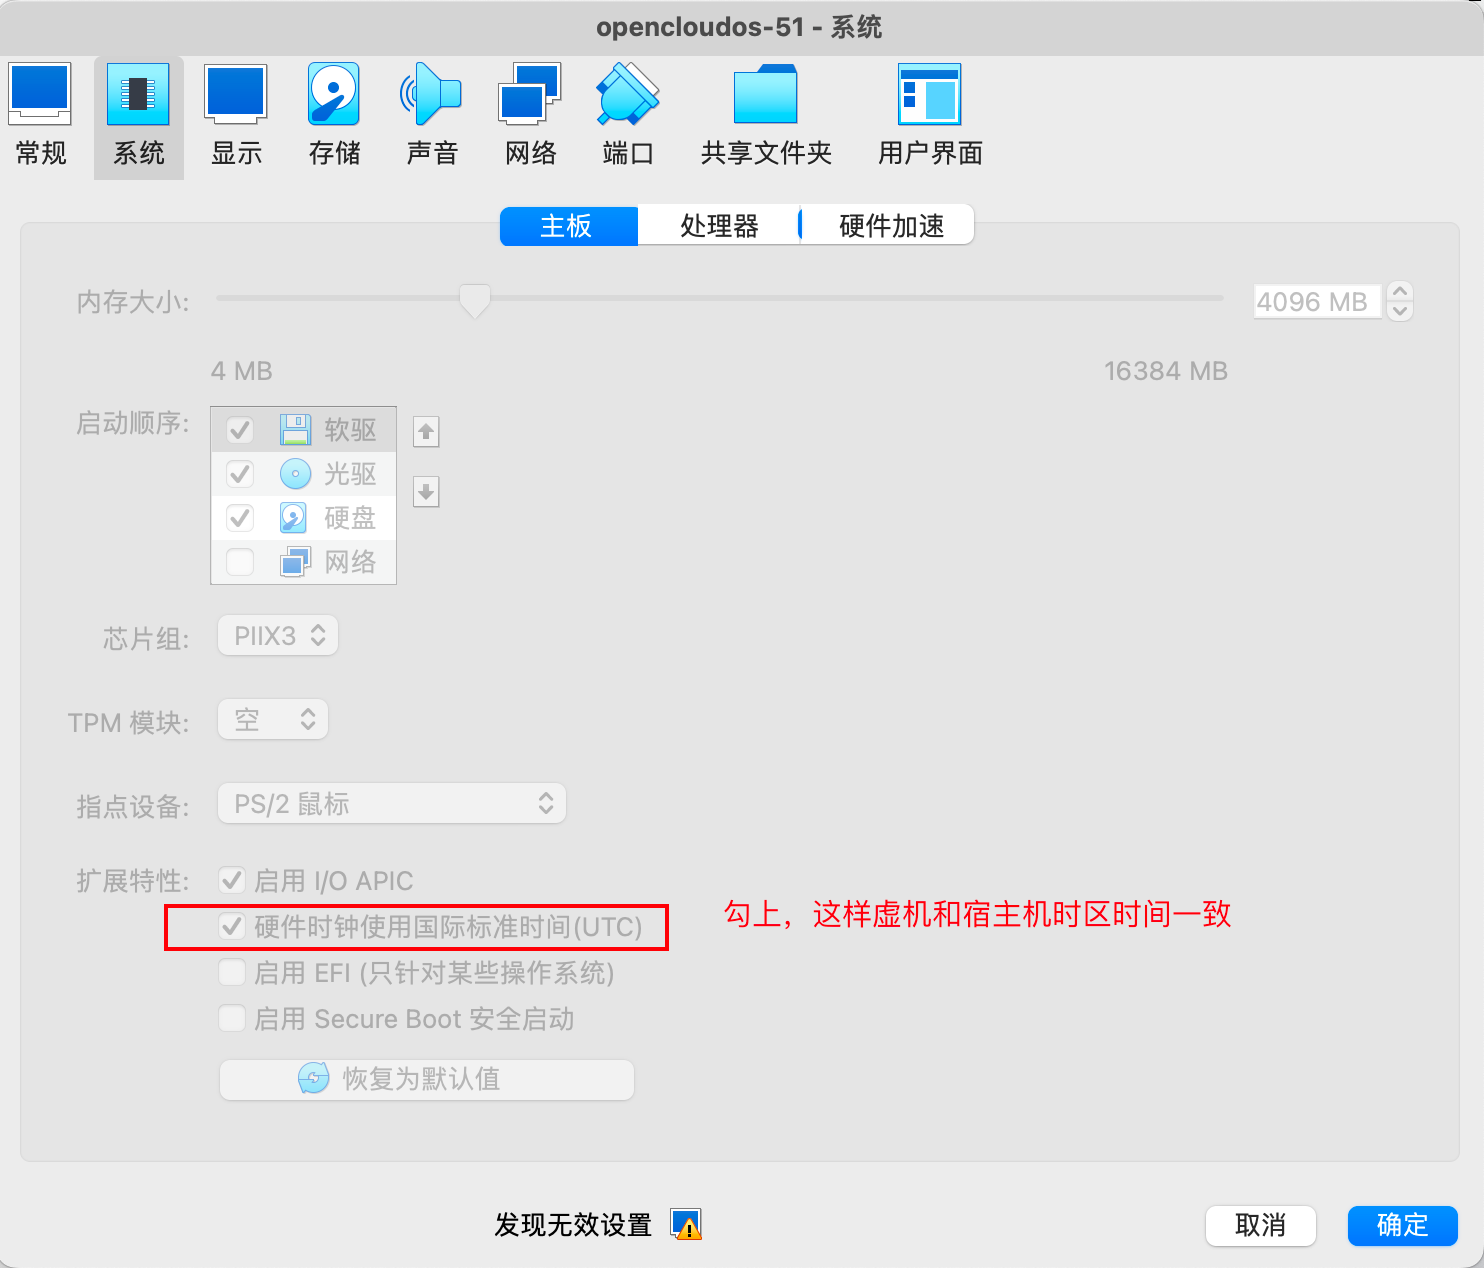 opencloudos-51 - 系统
常规 系统 显示 存储 声音 网络 端口 共享文件夹 用户界面
主板 处理器 硬件加速
内存大小: 4096 MB
4 MB 16384 MB
启动顺序: 软驱
光驱
硬盘
网络
芯片组: PIIX3
TPM 模块: 空
指点设备: PS/2 鼠标
扩展特性: 启用 I/O APIC
硬件时钟使用国际标准时间(UTC) 勾上，这样虚机和宿主机时区时间一致
启用 EFI (只针对某些操作系统)
启用 Secure Boot 安全启动
恢复为默认值
发现无效设置 取消 确定